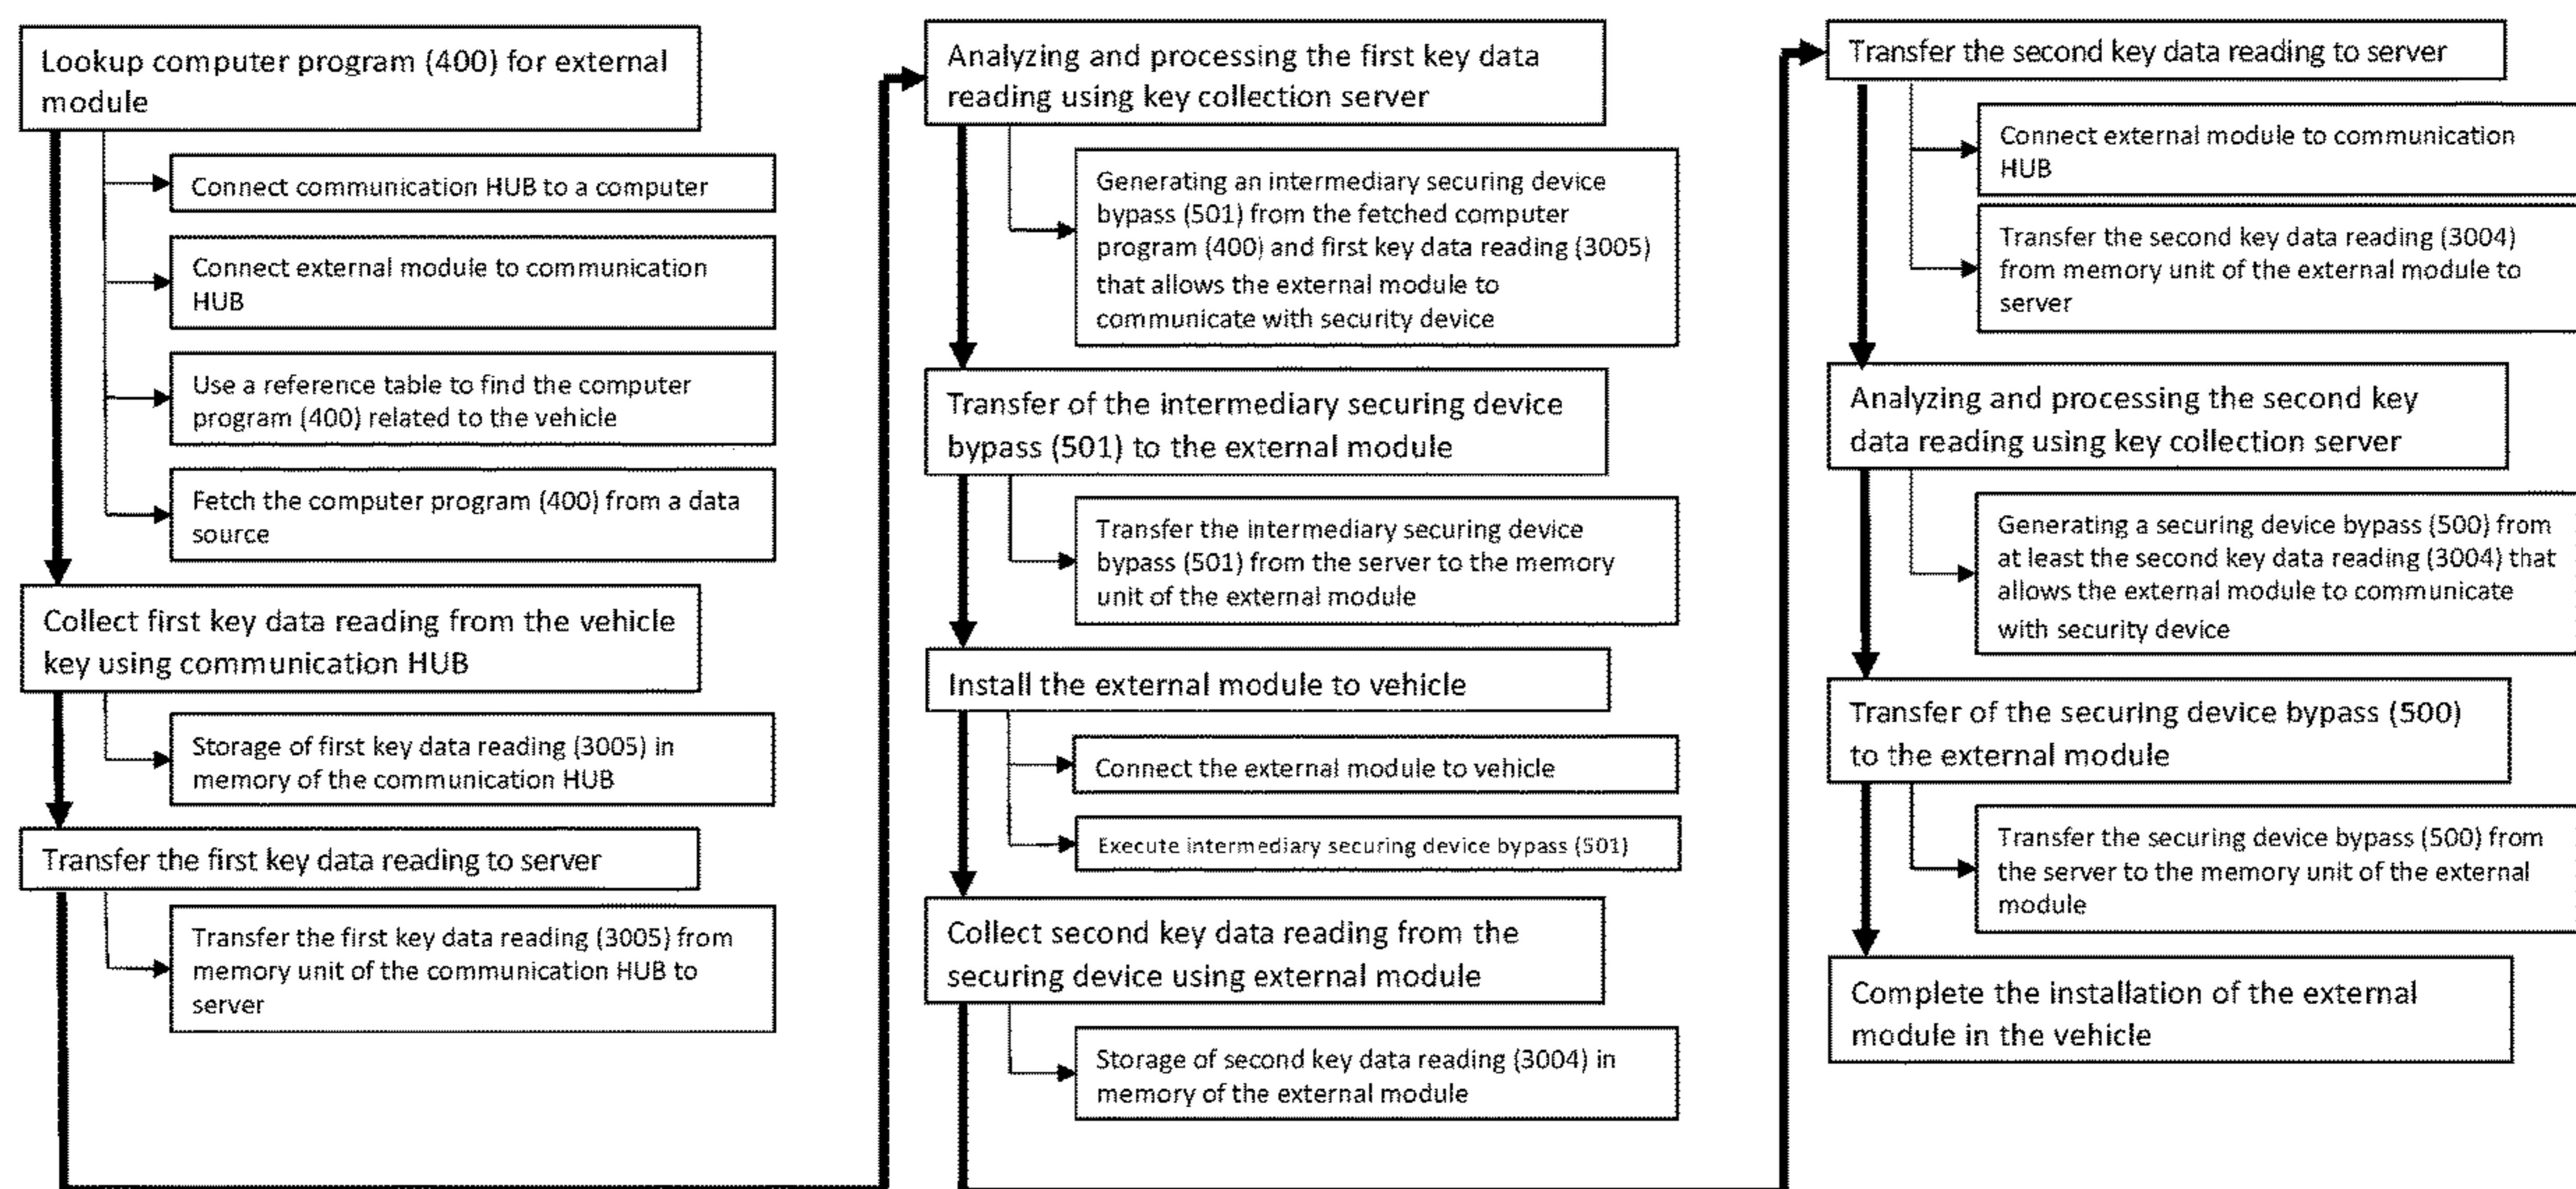 Lookup computer program (400) for external
module
Connect communication HUB to a computer
Connect external module to communication
HUB
Use a reference table to find the computer
program (400) related to the vehicle
Fetch the computer program (400) from a data
source
Collect first key data reading from the vehicle
key using communication HUB
Storage of first key data reading (3005) in
memory of the communication HUB
Transfer the first key data reading to server
Transfer the first key data reading (3005) from
memory unit of the communication HUB to
server
Analyzing and processing the first key data
reading using key collection server
Generating an intermediary securing device
bypass (501) from the fetched computer
program (400) and first key data reading (3005)
that allows the external module to
communicate with security device
Transfer of the intermediary securing device
bypass (501) to the external module
Transfer the intermediary securing device
bypass (501) from the server to the memory
unit of the external module
Install the external module to vehicle
Connect the external module to vehicle
Execute intermediary securing device bypass (501)
Collect second key data reading from the
securing device using external module
Storage of second key data reading (3004) in
memory of the external module
Transfer the second key data reading to server
Connect external module to communication
HUB
Transfer the second key data reading (3004)
from memory unit of the external module to
server
Analyzing and processing the second key
data reading using key collection server
Generating a securing device bypass (500) from
at least the second key data reading (3004) that
allows the external module to communicate
with security device
Transfer of the securing device bypass (500)
to the external module
Transfer the securing device bypass (500) from
the server to the memory unit of the external
module
Complete the installation of the external
module in the vehicle